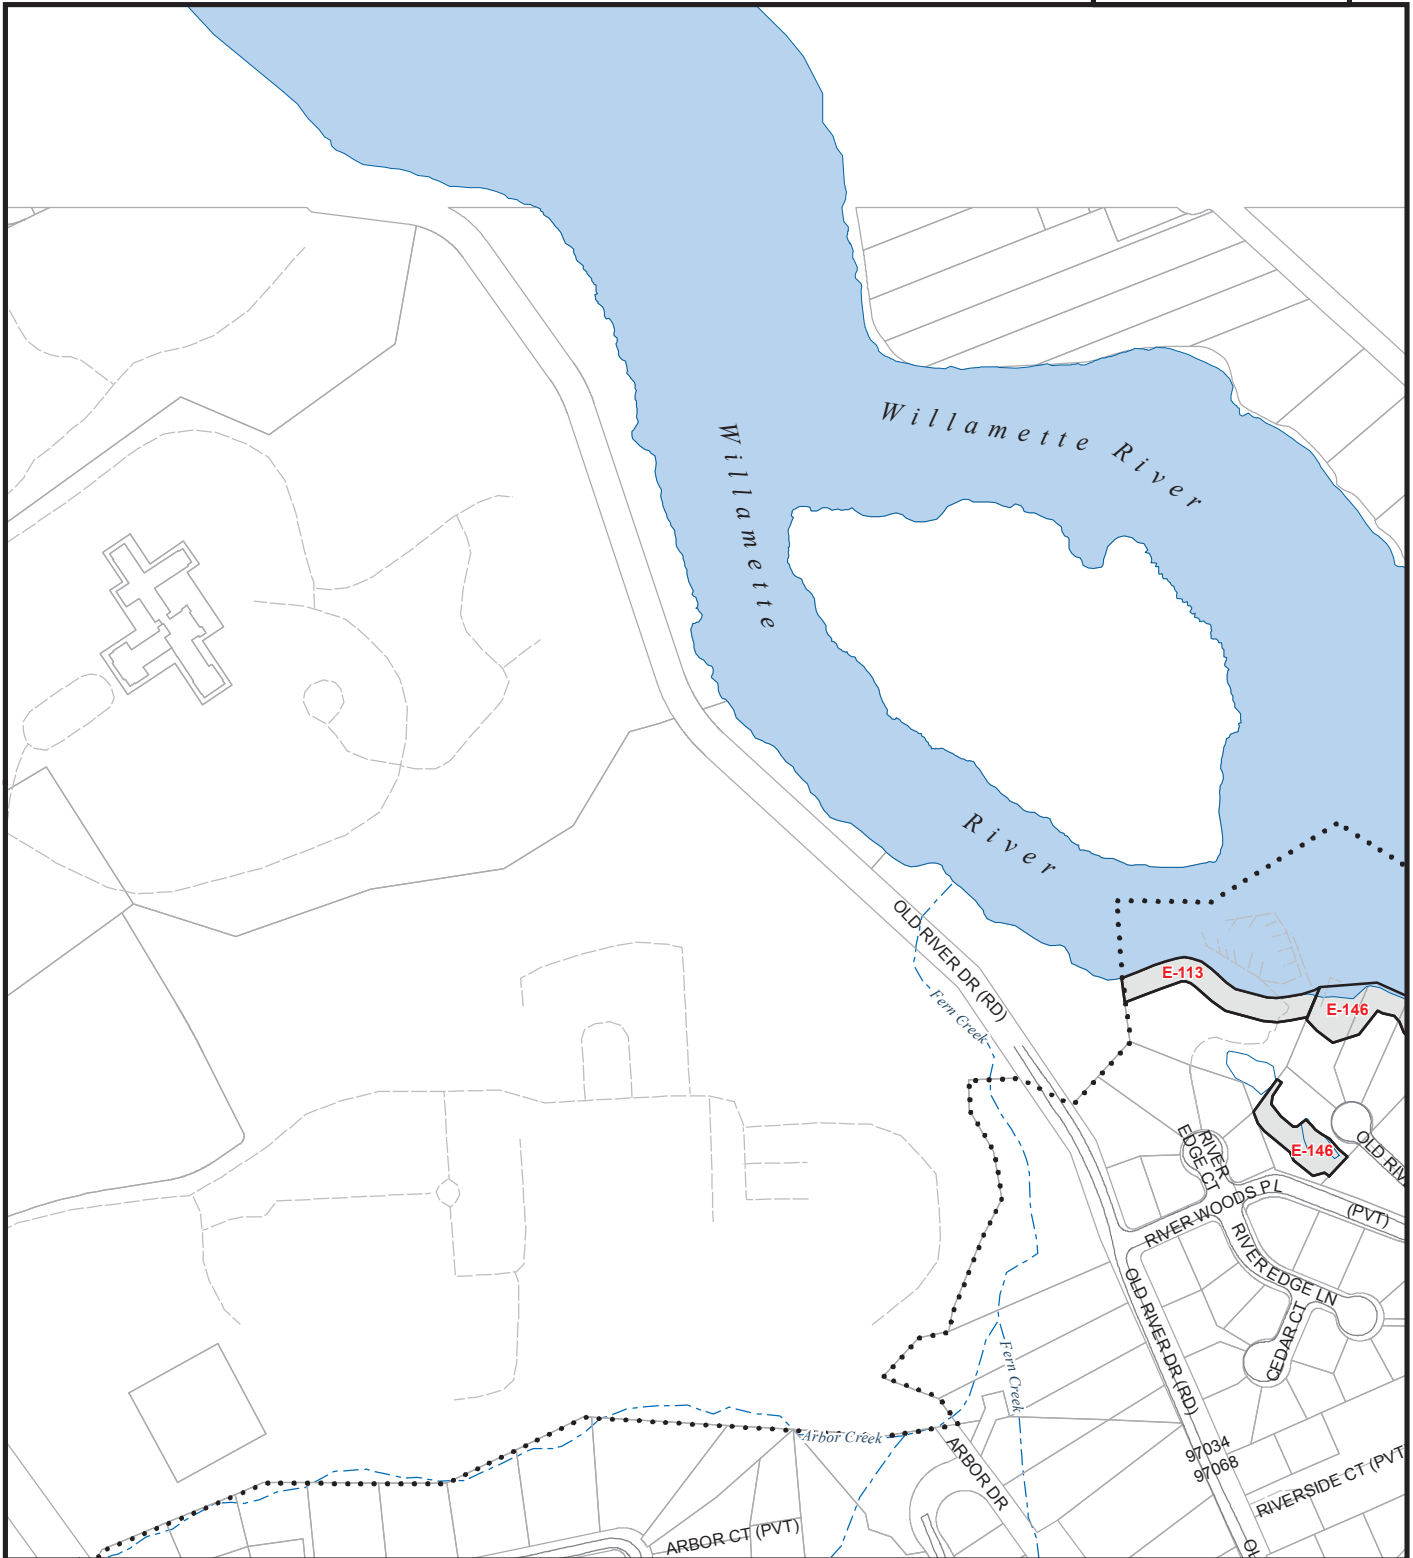 Willamette River
Willamette
River
OLD RIVER DR (RD)
Fern Creek
E-113
E-146
E-146
RIVER
EDGE CT
OLD RIV
RIVER WOODS PL
(PVT)
RIVER EDGE LN
CEDAR CT
OLD RIVER DR (RD)
Fern Creek
Arbor Creek
ARBOR DR
97034
97068
RIVERSIDE CT (PVT
ARBOR CT (PVT)
OL